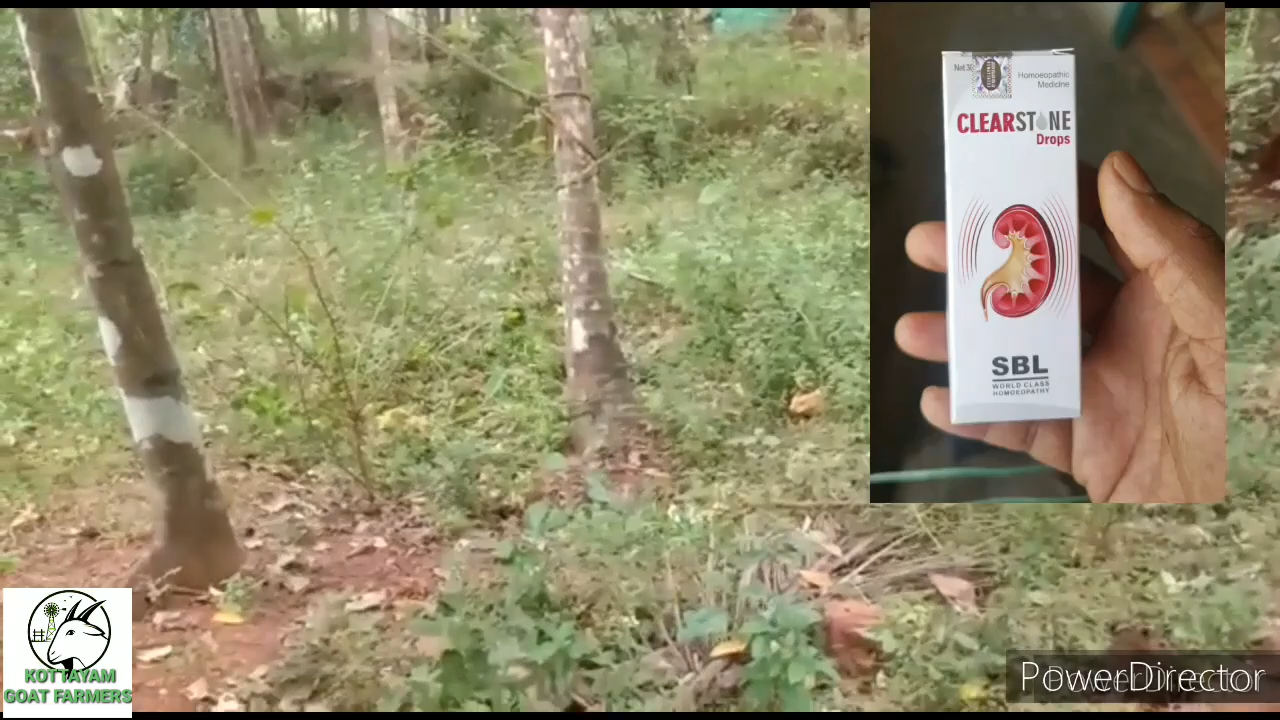 Homoeopathic
Medicine
CLEARSTONE
Drops
SBL
WORLD CLASS
HOMOEOPATHY
KOTTAYAM
GOAT FARMERS
PowerDirector